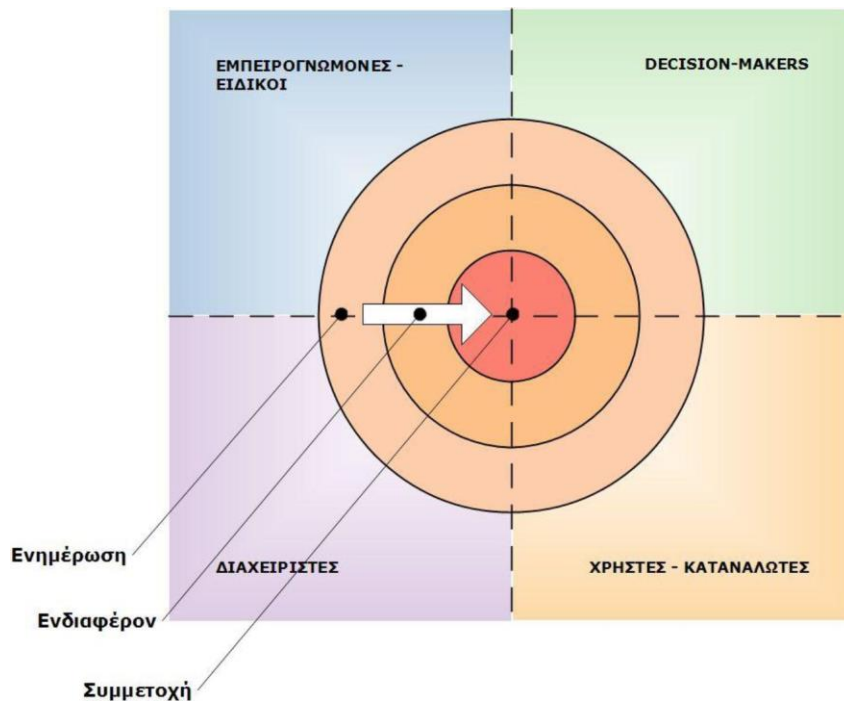 ΕΜΠΕΙΡΟΓΝΩΜΟΝΕΣ -
ΕΙΔΙΚΟΙ
DECISION-MAKERS
Ενημέρωση
ΔΙΑΧΕΙΡΙΣΤΕΣ
ΧΡΗΣΤΕΣ - ΚΑΤΑΝΑΛΩΤΕΣ
Ενδιαφέρον
Συμμετοχή